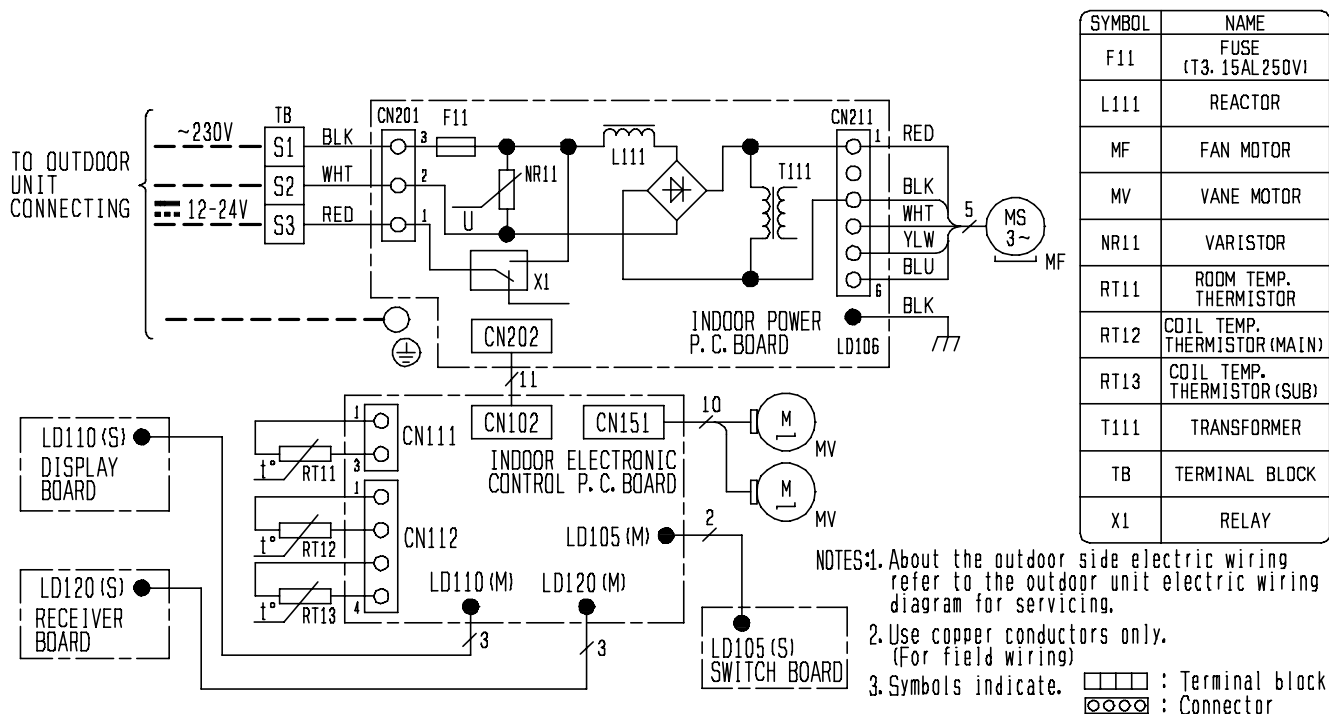 TO OUTDOOR
UNIT
CONNECTING
~230V
12-24V
TB
S1
S2
S3
BLK
WHT
RED
CN201
3
2
1
F11
NR11
U
X1
L111
T111
CN211
1
6
RED
BLK
WHT
YLW
BLU
BLK
5
MS
3~
MF
INDOOR POWER
P.C.BOARD
LD106
CN202
11
CN102
CN151
10
M
MV
M
MV
INDOOR ELECTRONIC
CONTROL P.C.BOARD
CN111
1
3
t°
RT11
CN112
1
4
t°
RT12
t°
RT13
LD110(S)
DISPLAY
BOARD
LD120(S)
RECEIVER
BOARD
LD110(M)
LD120(M)
3
3
LD105(M)
2
LD105(S)
SWITCH BOARD
SYMBOL NAME
F11 FUSE
(T3.15AL250V)
L111 REACTOR
MF FAN MOTOR
MV VANE MOTOR
NR11 VARISTOR
RT11 ROOM TEMP.
THERMISTOR
RT12 COIL TEMP.
THERMISTOR(MAIN)
RT13 COIL TEMP.
THERMISTOR(SUB)
T111 TRANSFORMER
TB TERMINAL BLOCK
X1 RELAY
NOTES:1. About the outdoor side electric wiring
refer to the outdoor unit electric wiring
diagram for servicing.
2. Use copper conductors only.
(For field wiring)
3. Symbols indicate.
: Terminal block
: Connector